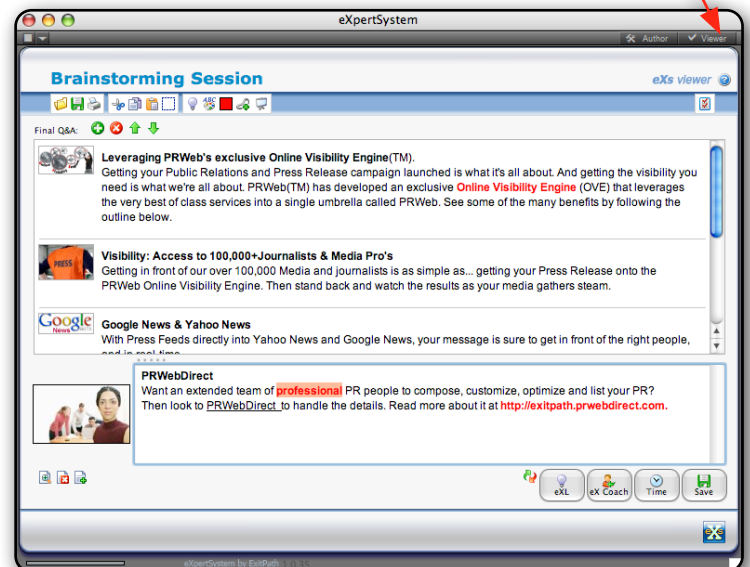 eXpertSystem
Author
Viewer
Brainstorming Session
eXs viewer
ABC
Final Q&A:
Leveraging PRWeb's exclusive Online Visibility Engine(TM).
Getting your Public Relations and Press Release campaign launched is what it's all about. And getting the visibility you
need is what we're all about. PRWeb(TM) has developed an exclusive Online Visibility Engine (OVE) that leverages
the very best of class services into a single umbrella called PRWeb. See some of the many benefits by following the
outline below.
PRESS
Visibility: Access to 100,000+Journalists & Media Pro's
Getting in front of our over 100,000 Media and journalists is as simple as... getting your Press Release onto the
PRWeb Online Visibility Engine. Then stand back and watch the results as your media gathers steam.
Google
News
Google News & Yahoo News
With Press Feeds directly into Yahoo News and Google News, your message is sure to get in front of the right people,
and in real-time
PRWebDirect
Want an extended team of professional PR people to compose, customize, optimize and list your PR?
Then look to PRWebDirect to handle the details. Read more about it at http://exitpath.prwebdirect.com.
eXL
eX Coach
Time
Save
eXpertSystem by ExitPath